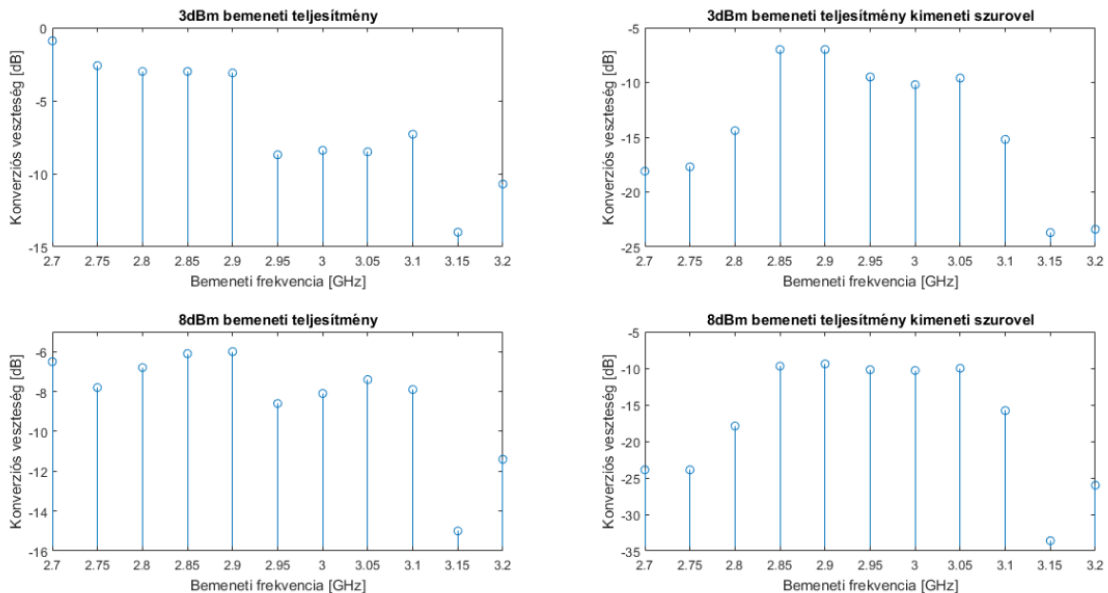 3dBm bemeneti teljesítmény
Konverziós veszteség [dB]
0
-5
-10
-15
2.7 2.75 2.8 2.85 2.9 2.95 3 3.05 3.1 3.15 3.2
Bemeneti frekvencia [GHz]
3dBm bemeneti teljesítmény kimeneti szurovel
Konverziós veszteség [dB]
-5
-10
-15
-20
-25
2.7 2.75 2.8 2.85 2.9 2.95 3 3.05 3.1 3.15 3.2
Bemeneti frekvencia [GHz]
8dBm bemeneti teljesítmény
Konverziós veszteség [dB]
-6
-8
-10
-12
-14
-16
2.7 2.75 2.8 2.85 2.9 2.95 3 3.05 3.1 3.15 3.2
Bemeneti frekvencia [GHz]
8dBm bemeneti teljesítmény kimeneti szurovel
Konverziós veszteség [dB]
-5
-10
-15
-20
-25
-30
-35
2.7 2.75 2.8 2.85 2.9 2.95 3 3.05 3.1 3.15 3.2
Bemeneti frekvencia [GHz]